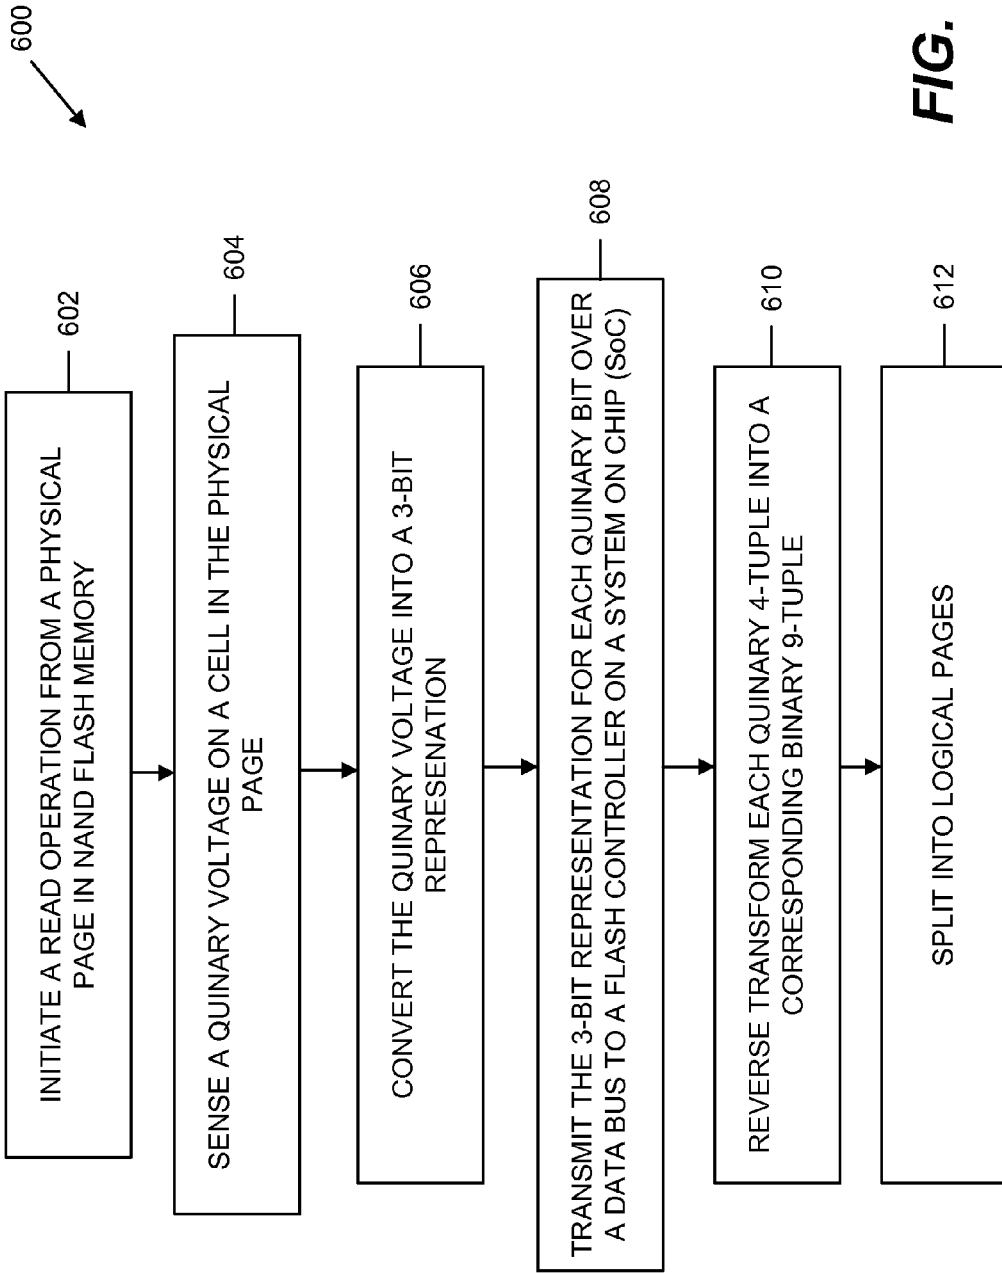 600
INITIATE A READ OPERATION FROM A PHYSICAL
PAGE IN NAND FLASH MEMORY
602
SENSE A QUINARY VOLTAGE ON A CELL IN THE PHYSICAL
PAGE
604
CONVERT THE QUINARY VOLTAGE INTO A 3-BIT
REPRESENATION
606
TRANSMIT THE 3-BIT REPRESENTATION FOR EACH QUINARY BIT OVER
A DATA BUS TO A FLASH CONTROLLER ON A SYSTEM ON CHIP (SoC)
608
REVERSE TRANSFORM EACH QUINARY 4-TUPLE INTO A
CORRESPONDING BINARY 9-TUPLE
610
SPLIT INTO LOGICAL PAGES
612
FIG.